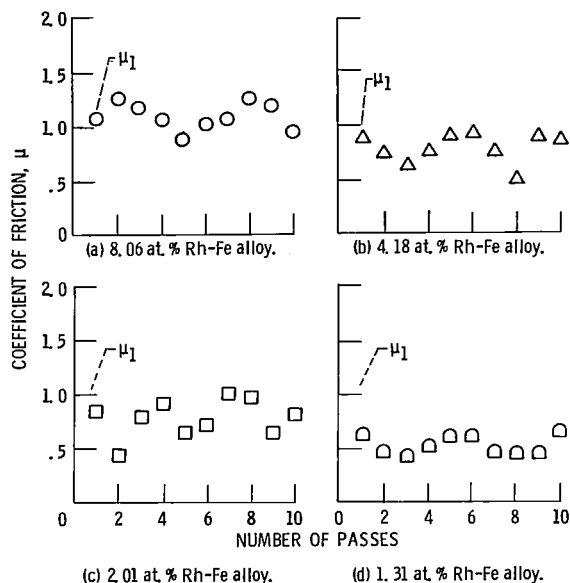 2.0
1.5
1.0
.5
0
μ1
(a) 8.06 at. % Rh-Fe alloy.
μ1
(b) 4.18 at. % Rh-Fe alloy.
COEFFICIENT OF FRICTION, μ
2.0
1.5
1.0
.5
μ1
0 2 4 6 8 10
μ1
0 2 4 6 8 10
NUMBER OF PASSES
(c) 2.01 at. % Rh-Fe alloy.
(d) 1.31 at. % Rh-Fe alloy.